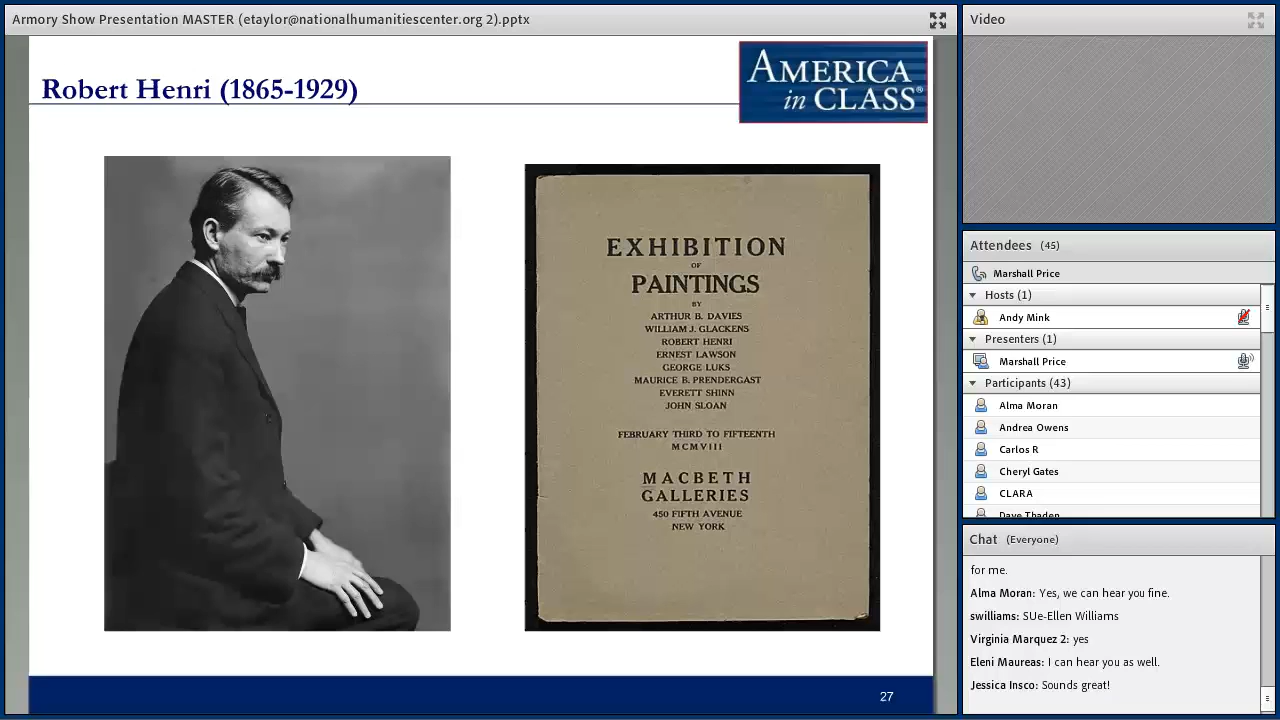 Armory Show Presentation MASTER (etaylor@nationalhumanitiescenter.org 2).pptx
Robert Henri (1865-1929)
AMERICA
in CLASS®
EXHIBITION
OF
PAINTINGS
BY
ARTHUR B. DAVIES
WILLIAM J. GLACKENS
ROBERT HENRI
ERNEST LAWSON
GEORGE LUKS
MAURICE B. PRENDERGAST
EVERETT SHINN
JOHN SLOAN
FEBRUARY THIRD TO FIFTEENTH
MCMVIII
MACBETH
GALLERIES
450 FIFTH AVENUE
NEW YORK
27
Video
Attendees (45)
Marshall Price
Hosts (1)
Andy Mink
Presenters (1)
Marshall Price
Participants (43)
Alma Moran
Andrea Owens
Carlos R
Cheryl Gates
CLARA
Dave Thaden
Chat (Everyone)
for me.
Alma Moran: Yes, we can hear you fine.
swilliams: SUe-Ellen Williams
Virginia Marquez 2: yes
Eleni Maureas: I can hear you as well.
Jessica Insco: Sounds great!